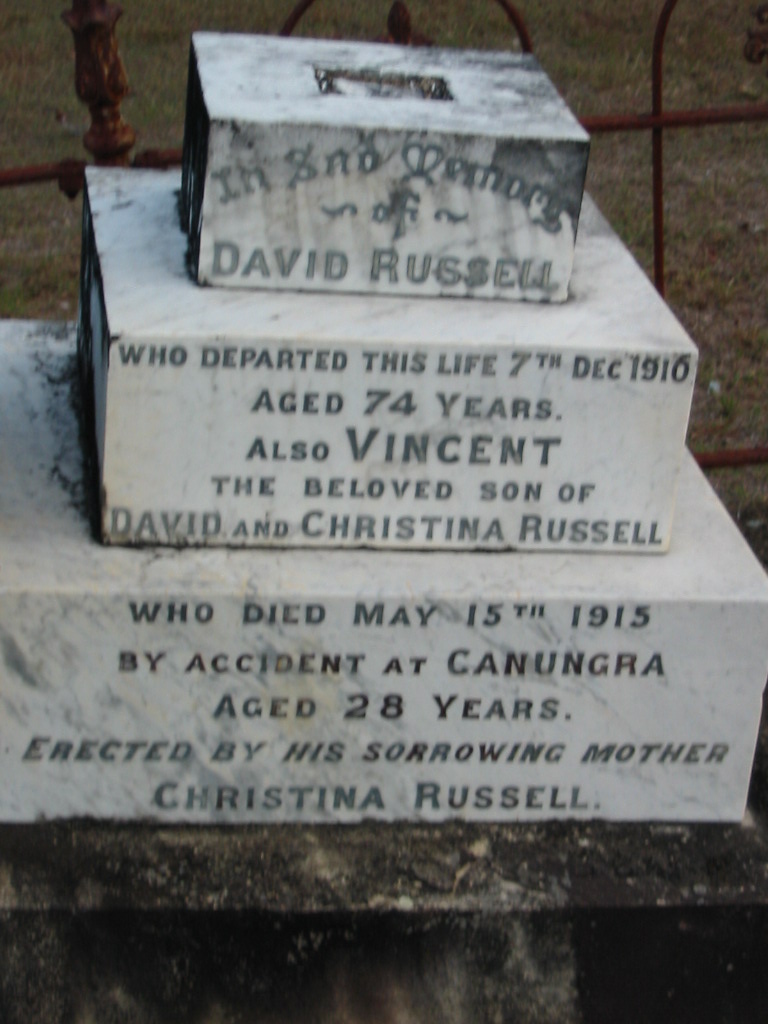 In Sad Memory
~ of ~
DAVID RUSSELL
WHO DEPARTED THIS LIFE 7TH DEC 1910
AGED 74 YEARS.
ALSO VINCENT
THE BELOVED SON OF
DAVID AND CHRISTINA RUSSELL
WHO DIED MAY 15TH 1915
BY ACCIDENT AT CANUNGRA
AGED 28 YEARS.
ERECTED BY HIS SORROWING MOTHER
CHRISTINA RUSSELL.